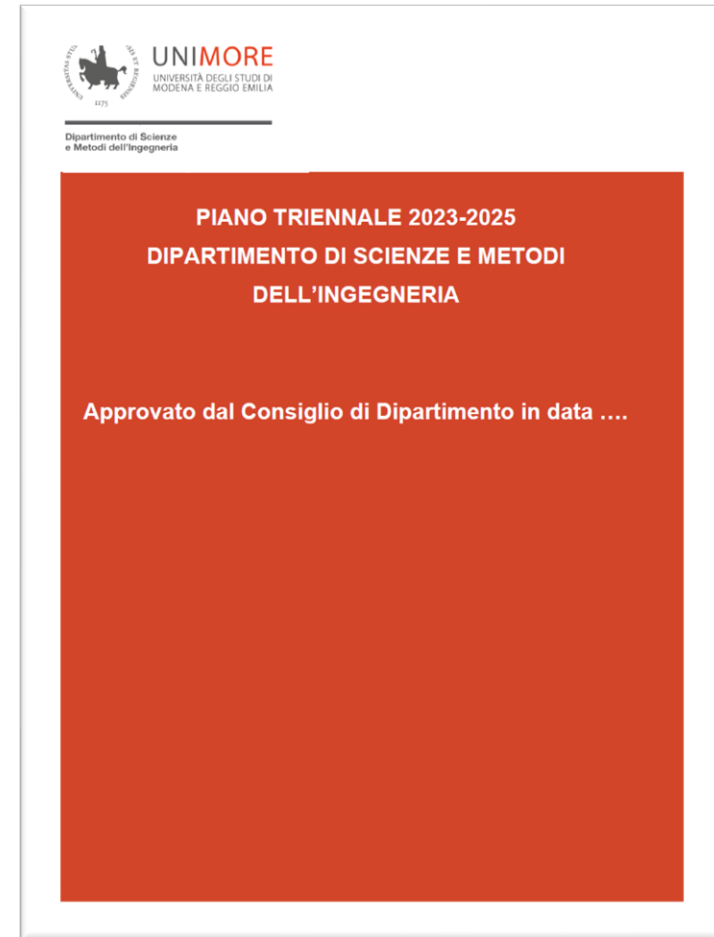 UNIMORE
UNIVERSITÀ DEGLI STUDI DI
MODENA E REGGIO EMILIA
1175
Dipartimento di Scienze
e Metodi dell'Ingegneria
PIANO TRIENNALE 2023-2025
DIPARTIMENTO DI SCIENZE E METODI
DELL'INGEGNERIA
Approvato dal Consiglio di Dipartimento in data ….